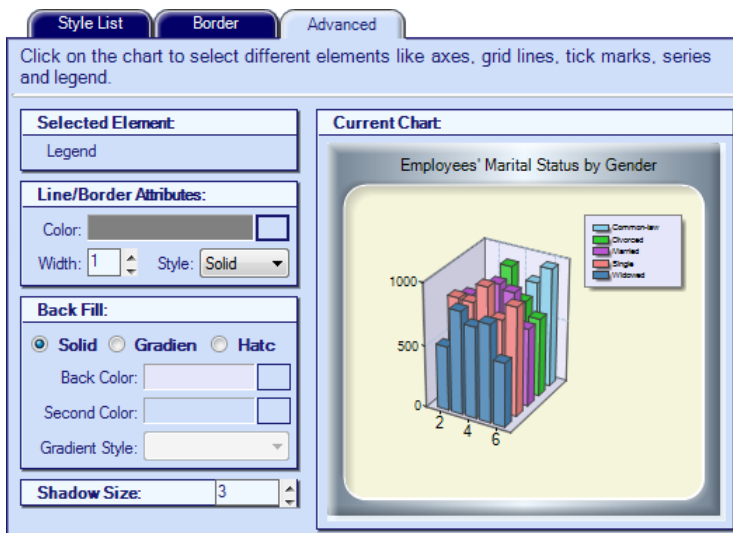 Style List Border Advanced
Click on the chart to select different elements like axes, grid lines, tick marks, series
and legend.
Selected Element:
Legend
Line/Border Attributes:
Color:
Width: 1 Style: Solid
Back Fill:
Solid Gradien Hatc
Back Color:
Second Color:
Gradient Style:
Shadow Size: 3
Current Chart:
Employees' Marital Status by Gender
Common-law
Divorced
Married
Single
Widowed
1000
500
0
2 4 6